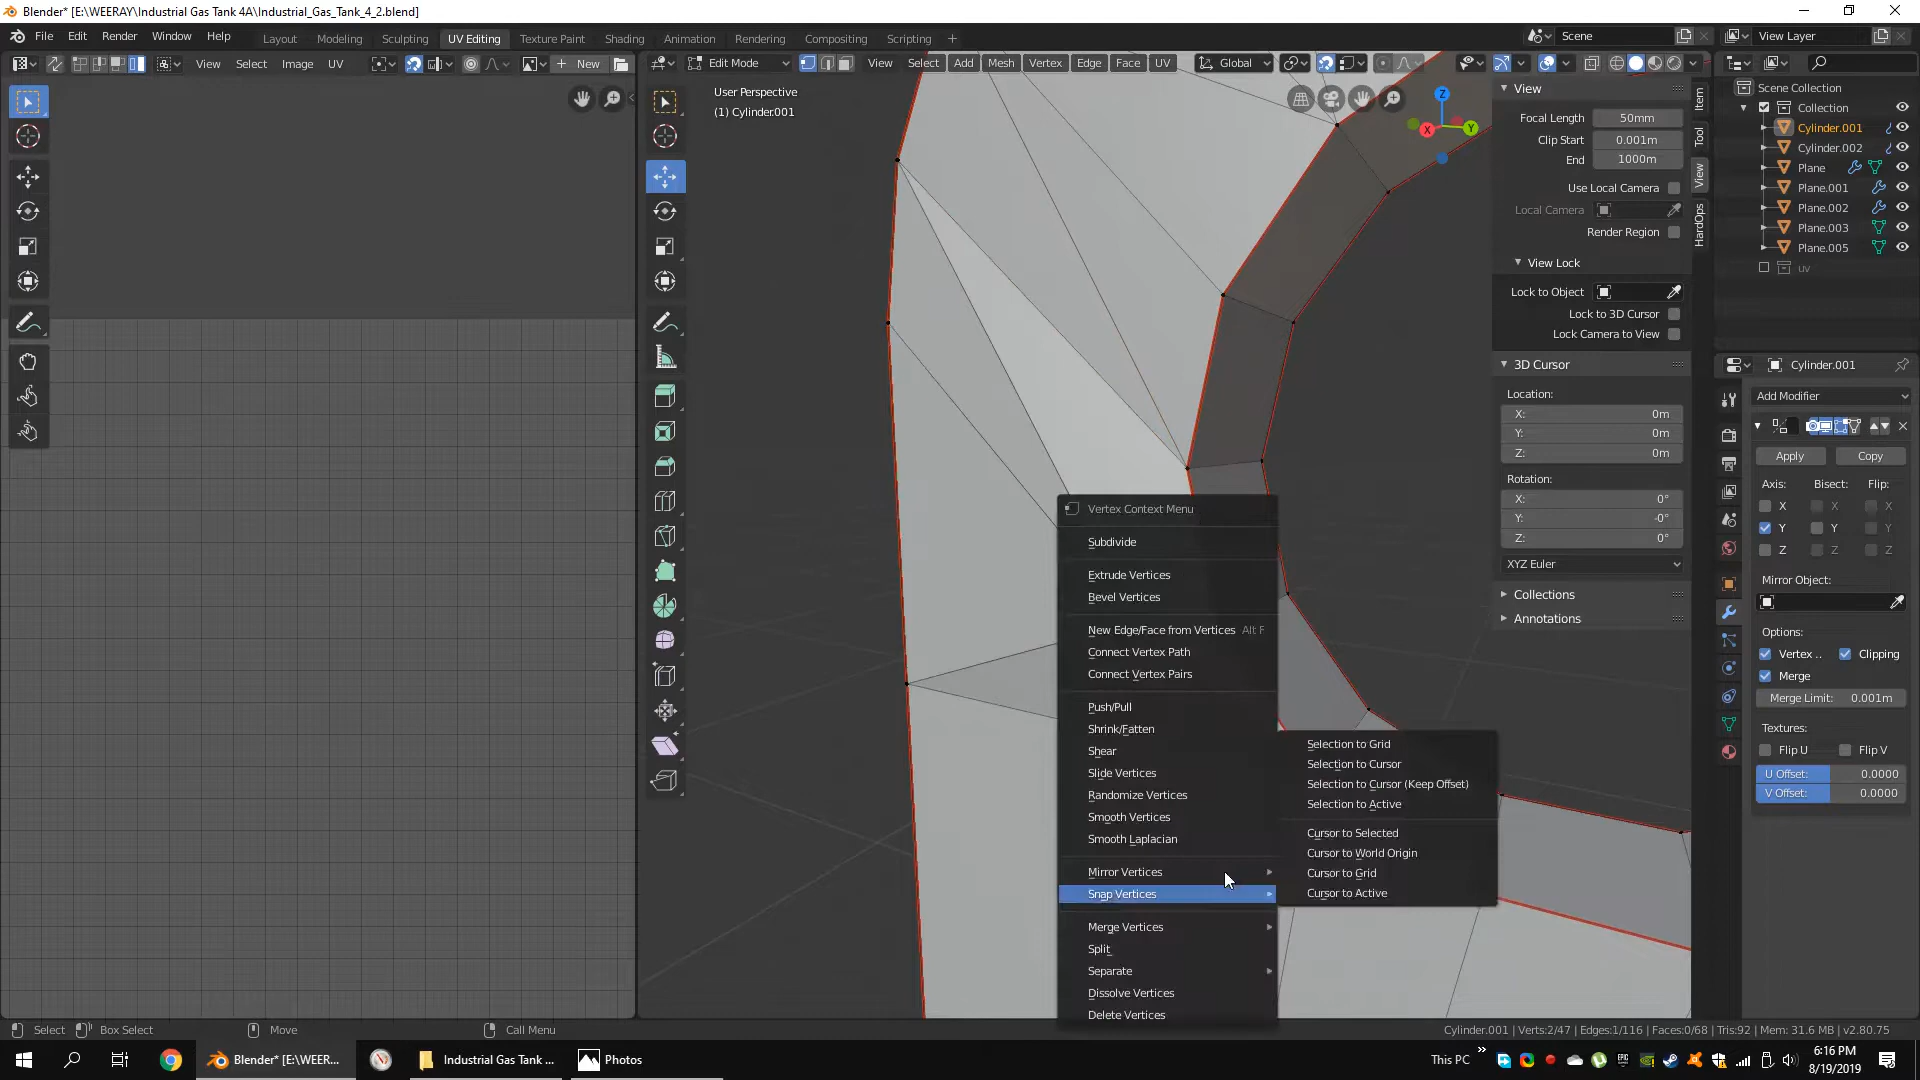 Blender* [E:\WEERAY\Industrial Gas Tank 4A\Industrial_Gas_Tank_4_2.blend]
File Edit Render Window Help
Layout Modeling Sculpting UV Editing Texture Paint Shading Animation Rendering Compositing Scripting +
Scene
View Layer
View Select Image UV
New
Edit Mode View Select Add Mesh Vertex Edge Face UV Global
User Perspective
(1) Cylinder.001
Z
X
Y
View
Focal Length 50mm
Clip Start 0.001m
End 1000m
Use Local Camera
Local Camera
Render Region
View Lock
Lock to Object
Lock to 3D Cursor
Lock Camera to View
3D Cursor
Location:
X: 0m
Y: 0m
Z: 0m
Rotation:
X: 0°
Y: -0°
Z: 0°
XYZ Euler
Collections
Annotations
Item
Tool
View
HardOps
Scene Collection
Collection
Cylinder.001
Cylinder.002
Plane
Plane.001
Plane.002
Plane.003
Plane.005
uv
Cylinder.001
Add Modifier
Apply Copy
Axis: Bisect: Flip:
X X X
Y Y Y
Z Z Z
Mirror Object:
Options:
Vertex .. Clipping
Merge
Merge Limit: 0.001m
Textures:
Flip U Flip V
U Offset: 0.0000
V Offset: 0.0000
Vertex Context Menu
Subdivide
Extrude Vertices
Bevel Vertices
New Edge/Face from Vertices Alt F
Connect Vertex Path
Connect Vertex Pairs
Push/Pull
Shrink/Fatten
Shear
Slide Vertices
Randomize Vertices
Smooth Vertices
Smooth Laplacian
Mirror Vertices
Snap Vertices
Merge Vertices
Split
Separate
Dissolve Vertices
Delete Vertices
Selection to Grid
Selection to Cursor
Selection to Cursor (Keep Offset)
Selection to Active
Cursor to Selected
Cursor to World Origin
Cursor to Grid
Cursor to Active
Select Box Select Move Call Menu
Cylinder.001 | Verts:2/47 | Edges:1/116 | Faces:0/68 | Tris:92 | Mem: 31.6 MB | v2.80.75
Blender* [E:\WEER...
Industrial Gas Tank ...
Photos
This PC
6:16 PM
8/19/2019